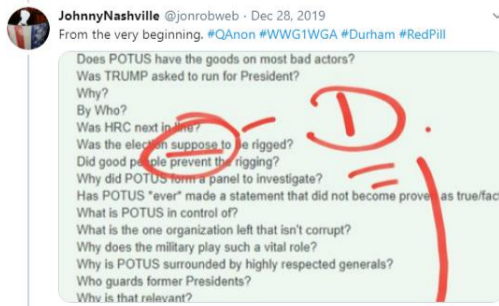 JohnnyNashville @jonrobweb · Dec 28, 2019
From the very beginning. #QAnon #WWG1WGA #Durham #RedPill
Does POTUS have the goods on most bad actors?
Was TRUMP asked to run for President?
Why?
By Who?
Was HRC next in line?
Was the election suppose to be rigged?
Did good people prevent the rigging?
Why did POTUS form a panel to investigate?
Has POTUS *ever* made a statement that did not become proven as true/fact
What is POTUS in control of?
What is the one organization left that isn't corrupt?
Why does the military play such a vital role?
Why is POTUS surrounded by highly respected generals?
Who guards former Presidents?
Why is that relevant?
D.